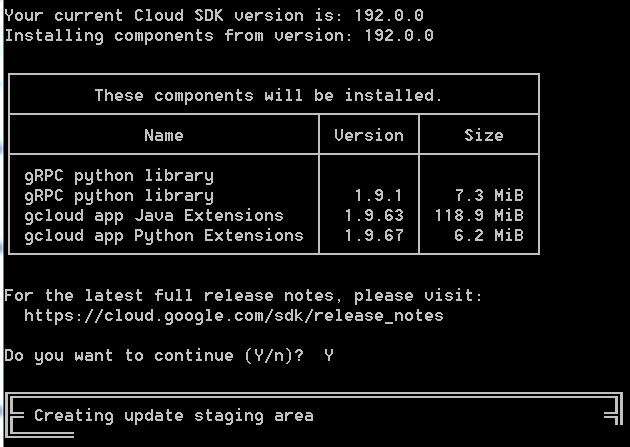 Your current Cloud SDK version is: 192.0.0
Installing components from version: 192.0.0
These components will be installed.
Name Version Size
gRPC python library
gRPC python library 1.9.1 7.3 MiB
gcloud app Java Extensions 1.9.63 118.9 MiB
gcloud app Python Extensions 1.9.67 6.2 MiB
For the latest full release notes, please visit:
https://cloud.google.com/sdk/release_notes
Do you want to continue (Y/n)? Y
Creating update staging area